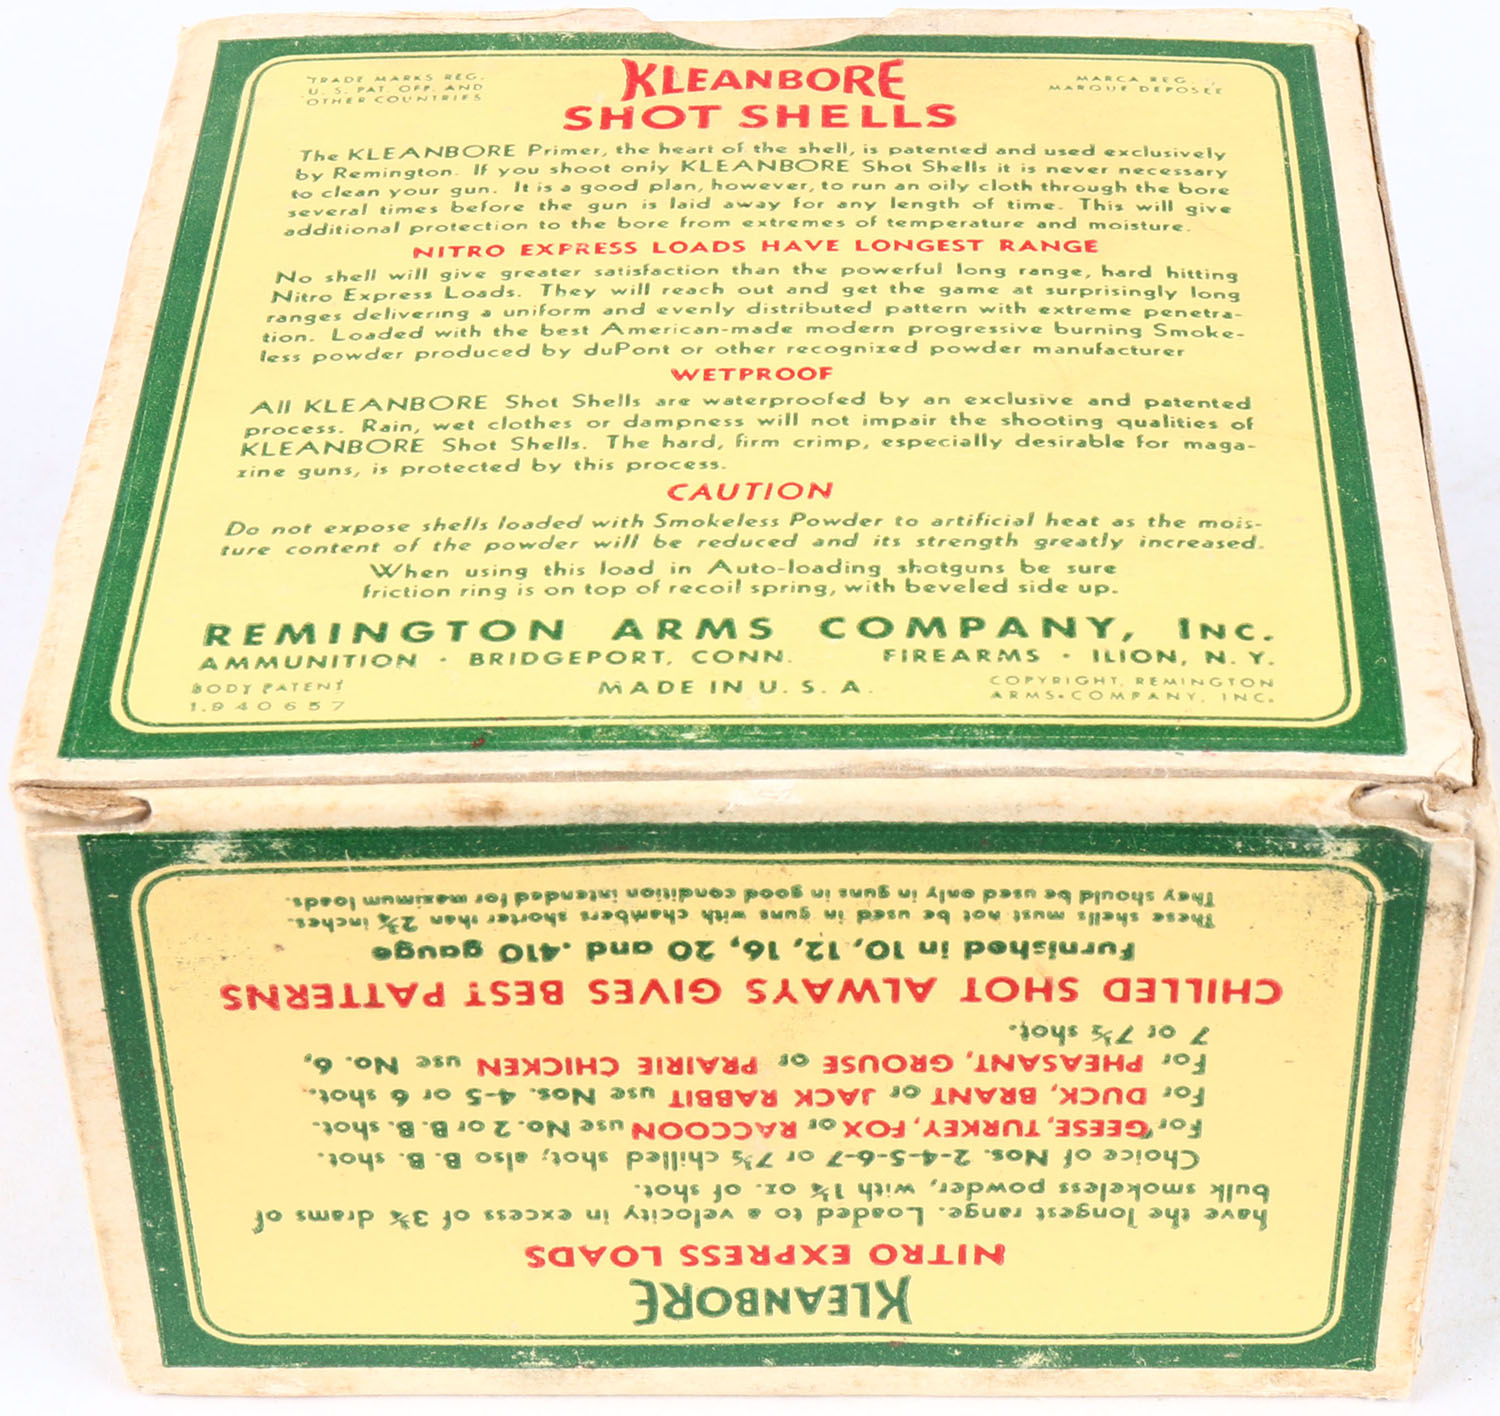 TRADE MARKS REG.
U. S. PAT. OFF. AND
OTHER COUNTRIES
KLEANBORE
SHOT SHELLS
MARCA REG.
MARQUE DEPOSEE
The KLEANBORE Primer, the heart of the shell, is patented and used exclusively
by Remington. If you shoot only KLEANBORE Shot Shells it is never necessary
to clean your gun. It is a good plan, however, to run an oily cloth through the bore
several times before the gun is laid away for any length of time. This will give
additional protection to the bore from extremes of temperature and moisture.
NITRO EXPRESS LOADS HAVE LONGEST RANGE
No shell will give greater satisfaction than the powerful long range, hard hitting
Nitro Express Loads. They will reach out and get the game at surprisingly long
ranges delivering a uniform and evenly distributed pattern with extreme penetra-
tion. Loaded with the best American-made modern progressive burning Smoke-
less powder produced by duPont or other recognized powder manufacturer
WETPROOF
All KLEANBORE Shot Shells are waterproofed by an exclusive and patented
process. Rain, wet clothes or dampness will not impair the shooting qualities of
KLEANBORE Shot Shells. The hard, firm crimp, especially desirable for maga-
zine guns, is protected by this process.
CAUTION
Do not expose shells loaded with Smokeless Powder to artificial heat as the mois-
ture content of the powder will be reduced and its strength greatly increased.
When using this load in Auto-loading shotguns be sure
friction ring is on top of recoil spring, with beveled side up.
REMINGTON ARMS COMPANY, INC.
AMMUNITION · BRIDGEPORT, CONN. FIREARMS · ILION, N. Y.
BODY PATENT
1,940,657
MADE IN U. S. A.
COPYRIGHT, REMINGTON
ARMS COMPANY, INC.
KLEANBORE
NITRO EXPRESS LOADS
have the longest range. Loaded to a velocity in excess of 3¾ drams of
bulk smokeless powder, with 1¼ oz. of shot.
Choice of Nos. 2-4-5-6-7 or 7½ chilled shot; also B. B. shot.
For GEESE, TURKEY, FOX or RACCOON use No. 2 or B. B. shot.
For DUCK, BRANT or JACK RABBIT use Nos. 4-5 or 6 shot.
For PHEASANT, GROUSE or PRAIRIE CHICKEN use No. 6,
7 or 7½ shot.
CHILLED SHOT ALWAYS GIVES BEST PATTERNS
Furnished in 10, 12, 16, 20 and .410 gauge
These shells must not be used in guns with chambers shorter than 2¾ inches.
They should be used only in guns in good condition intended for maximum loads.